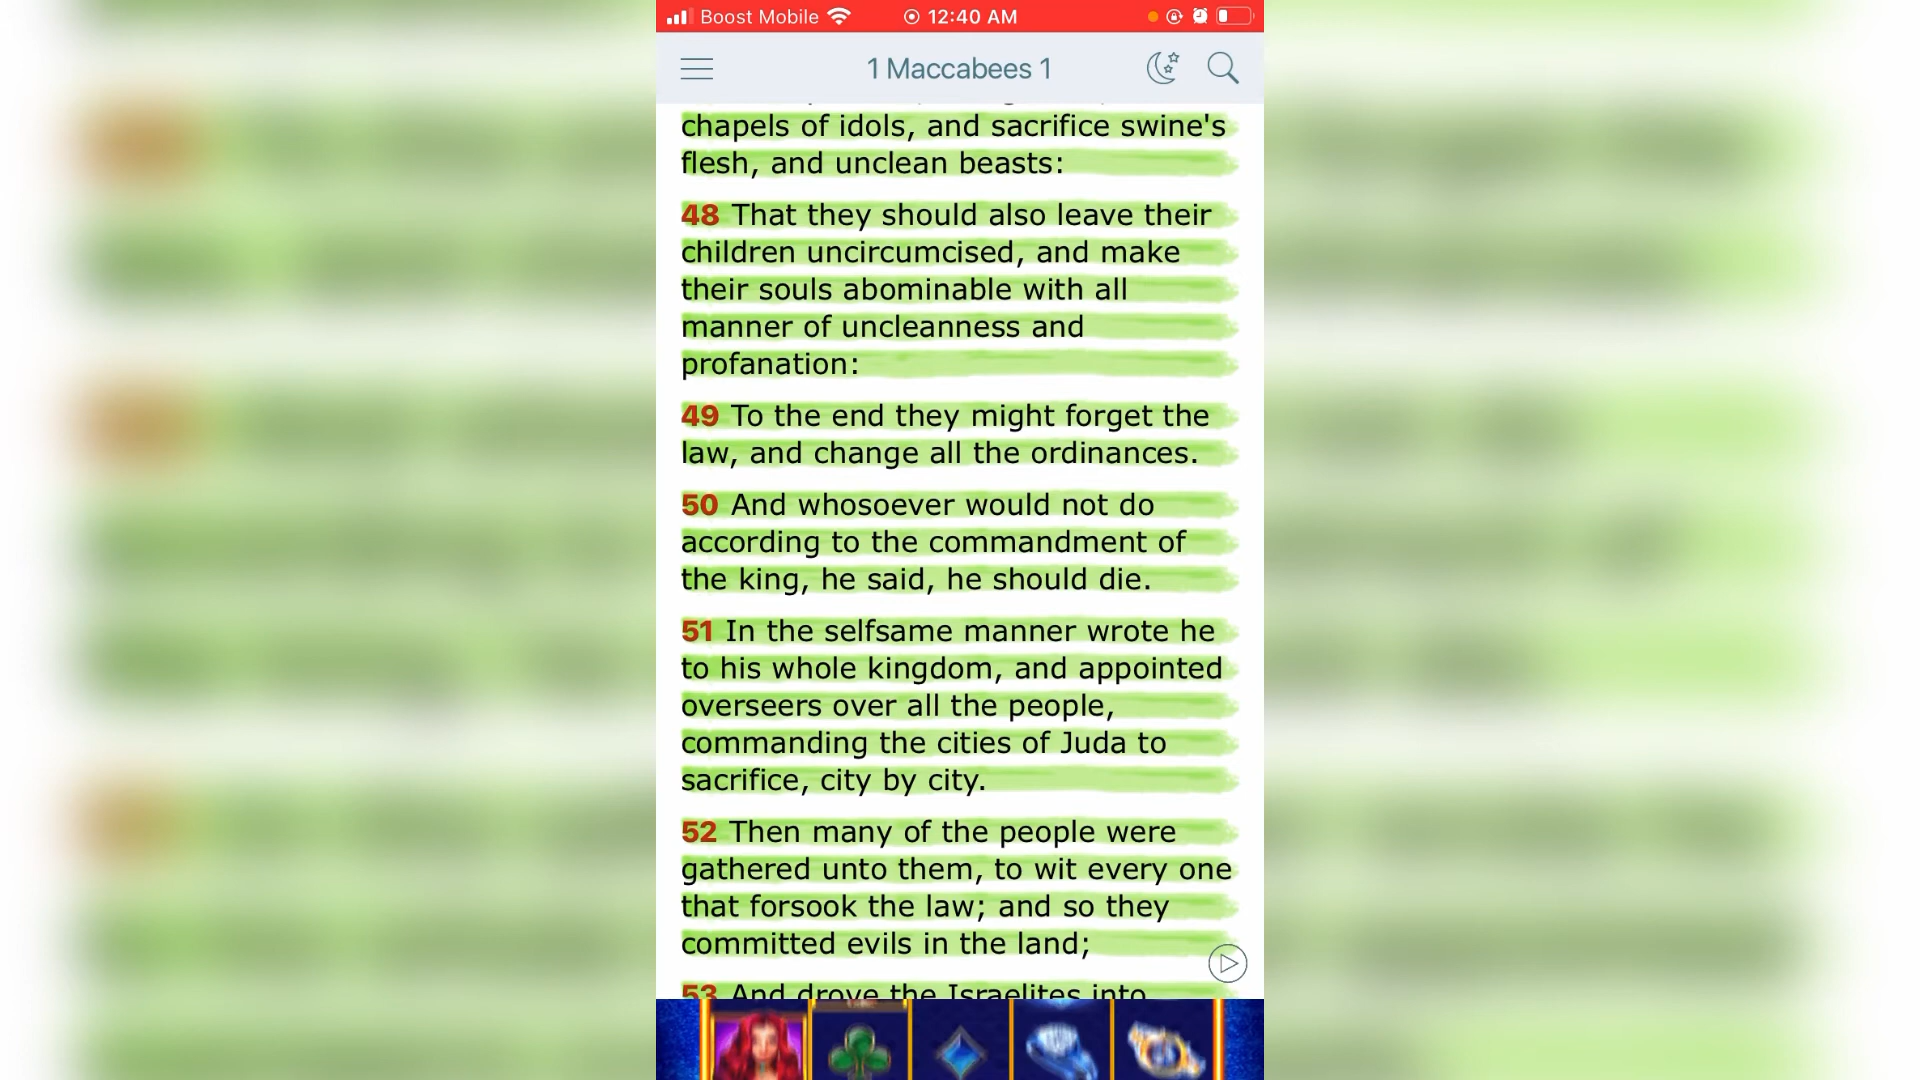 Boost Mobile 12:40 AM
1 Maccabees 1
chapels of idols, and sacrifice swine's
flesh, and unclean beasts:
48 That they should also leave their
children uncircumcised, and make
their souls abominable with all
manner of uncleanness and
profanation:
49 To the end they might forget the
law, and change all the ordinances.
50 And whosoever would not do
according to the commandment of
the king, he said, he should die.
51 In the selfsame manner wrote he
to his whole kingdom, and appointed
overseers over all the people,
commanding the cities of Juda to
sacrifice, city by city.
52 Then many of the people were
gathered unto them, to wit every one
that forsook the law; and so they
committed evils in the land;
53 And drove the Israelites into